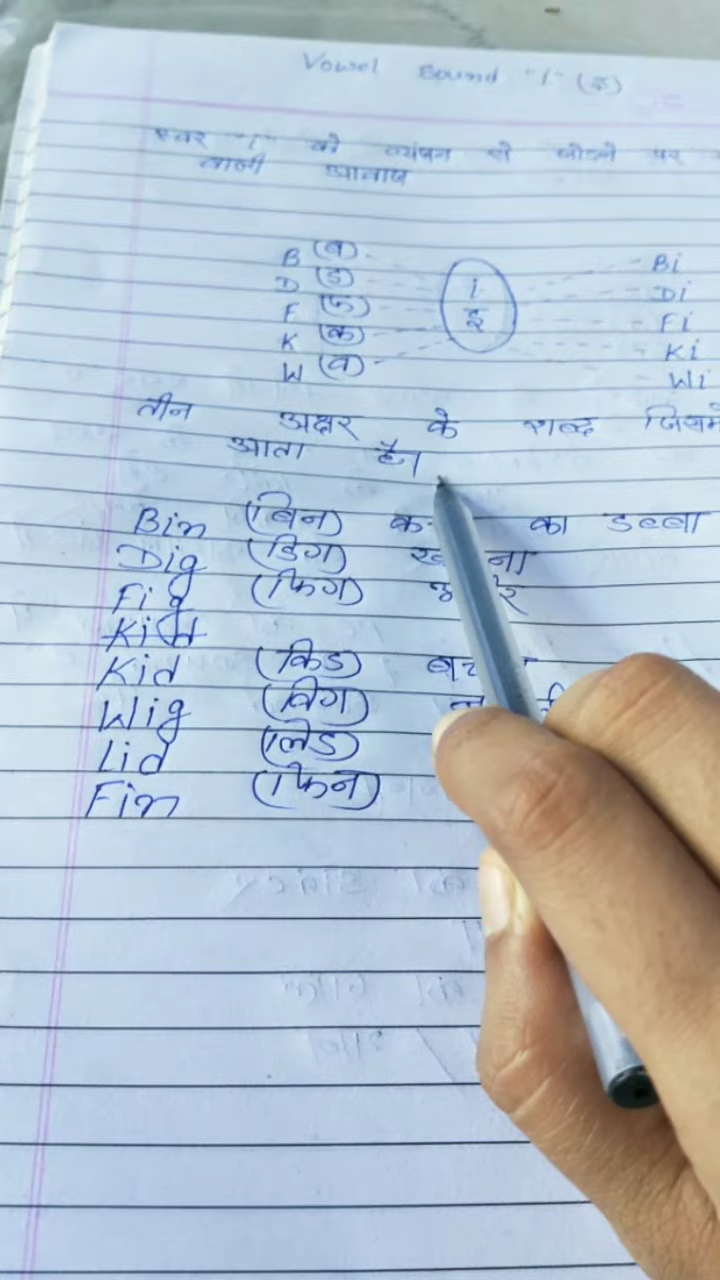 Vowel Sound "i" (इ)
स्वर "i" को व्यंजन से जोड़ने पर
वाली आवाज
B (ब) Bi
D (ड) i Di
F (फ) इ Fi
K (क) Ki
W (व) Wi
तीन अक्षर के शब्द जिसमे
आता है।
Bin (बिन) का डब्बा
Dig (डिग)
Fig (फिग)
Kid (किड)
Wig (विग)
Lid (लिड)
Fin (फिन)